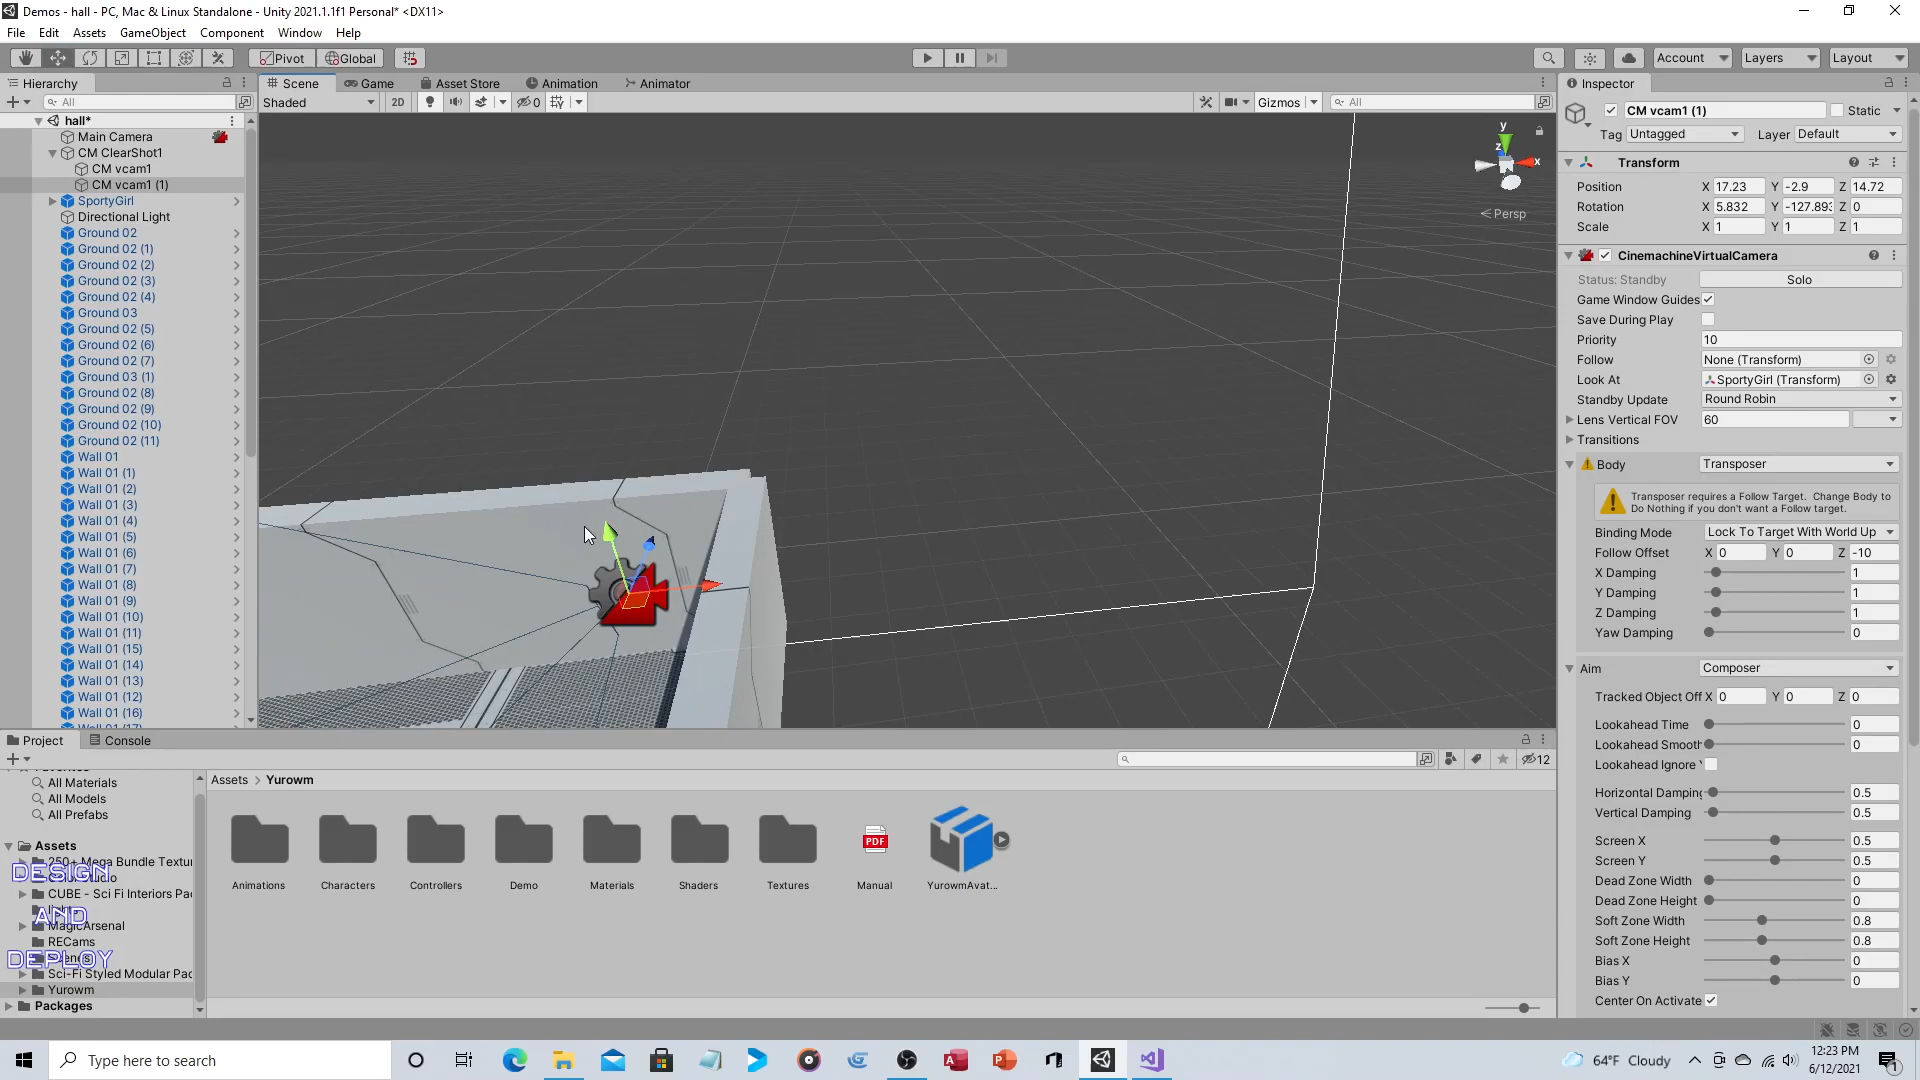 Demos - hall - PC, Mac & Linux Standalone - Unity 2021.1.1f1 Personal* <DX11>
File Edit Assets GameObject Component Window Help
Pivot Global Account Layers Layout
Hierarchy Scene Game Asset Store Animation Animator Inspector
All Shaded 2D 0 Gizmos All
hall*
Main Camera
CM ClearShot1
CM vcam1
CM vcam1 (1)
SportyGirl
Directional Light
Ground 02
Ground 02 (1)
Ground 02 (2)
Ground 02 (3)
Ground 02 (4)
Ground 03
Ground 02 (5)
Ground 02 (6)
Ground 02 (7)
Ground 03 (1)
Ground 02 (8)
Ground 02 (9)
Ground 02 (10)
Ground 02 (11)
Wall 01
Wall 01 (1)
Wall 01 (2)
Wall 01 (3)
Wall 01 (4)
Wall 01 (5)
Wall 01 (6)
Wall 01 (7)
Wall 01 (8)
Wall 01 (9)
Wall 01 (10)
Wall 01 (11)
Wall 01 (15)
Wall 01 (14)
Wall 01 (13)
Wall 01 (12)
Wall 01 (16)
y
z
x
Persp
CM vcam1 (1) Static
Tag Untagged Layer Default
Transform
Position X 17.23 Y -2.9 Z 14.72
Rotation X 5.832 Y -127.893 Z 0
Scale X 1 Y 1 Z 1
CinemachineVirtualCamera
Status: Standby Solo
Game Window Guides
Save During Play
Priority 10
Follow None (Transform)
Look At SportyGirl (Transform)
Standby Update Round Robin
Lens Vertical FOV 60
Transitions
Body Transposer
Transposer requires a Follow Target. Change Body to
Do Nothing if you don't want a Follow target.
Binding Mode Lock To Target With World Up
Follow Offset X 0 Y 0 Z -10
X Damping 1
Y Damping 1
Z Damping 1
Yaw Damping 0
Aim Composer
Tracked Object Off X 0 Y 0 Z 0
Lookahead Time 0
Lookahead Smooth 0
Lookahead Ignore Y
Horizontal Damping 0.5
Vertical Damping 0.5
Screen X 0.5
Screen Y 0.5
Dead Zone Width 0
Dead Zone Height 0
Soft Zone Width 0.8
Soft Zone Height 0.8
Bias X 0
Bias Y 0
Center On Activate
Project Console
12
All Materials
All Models
All Prefabs
Assets
250+ Mega Bundle Textur
CUBE - Sci Fi Interiors Pac
MagicArsenal
RECams
Scenes
Sci-Fi Styled Modular Pac
Yurowm
Packages
DESIGN
AND
DEPLOY
Assets > Yurowm
PDF
Animations Characters Controllers Demo Materials Shaders Textures Manual YurowmAvat...
Type here to search
64°F Cloudy
12:23 PM
6/12/2021
1